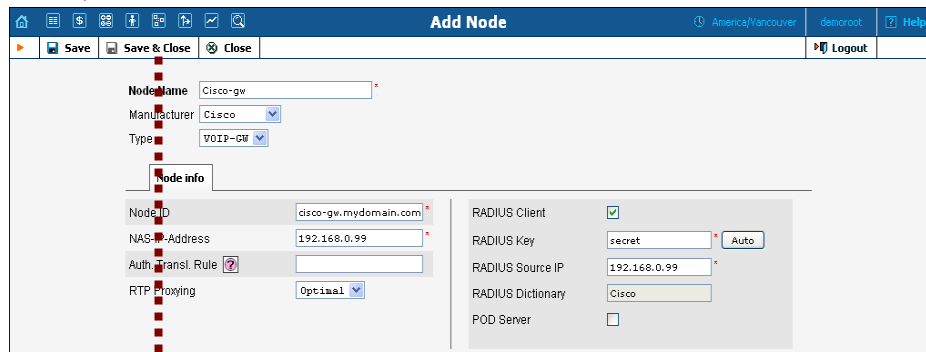 Add Node
America/Vancouver
demoroot
? Help
Save
Save & Close
Close
Logout
Node Name Cisco-gw *
Manufacturer Cisco
Type VOIP-GW
Node info
Node ID cisco-gw.mydomain.com *
NAS-IP-Address 192.168.0.99 *
Auth. Transl. Rule ?
RTP Proxying Optimal
RADIUS Client
RADIUS Key secret * Auto
RADIUS Source IP 192.168.0.99 *
RADIUS Dictionary Cisco
POD Server